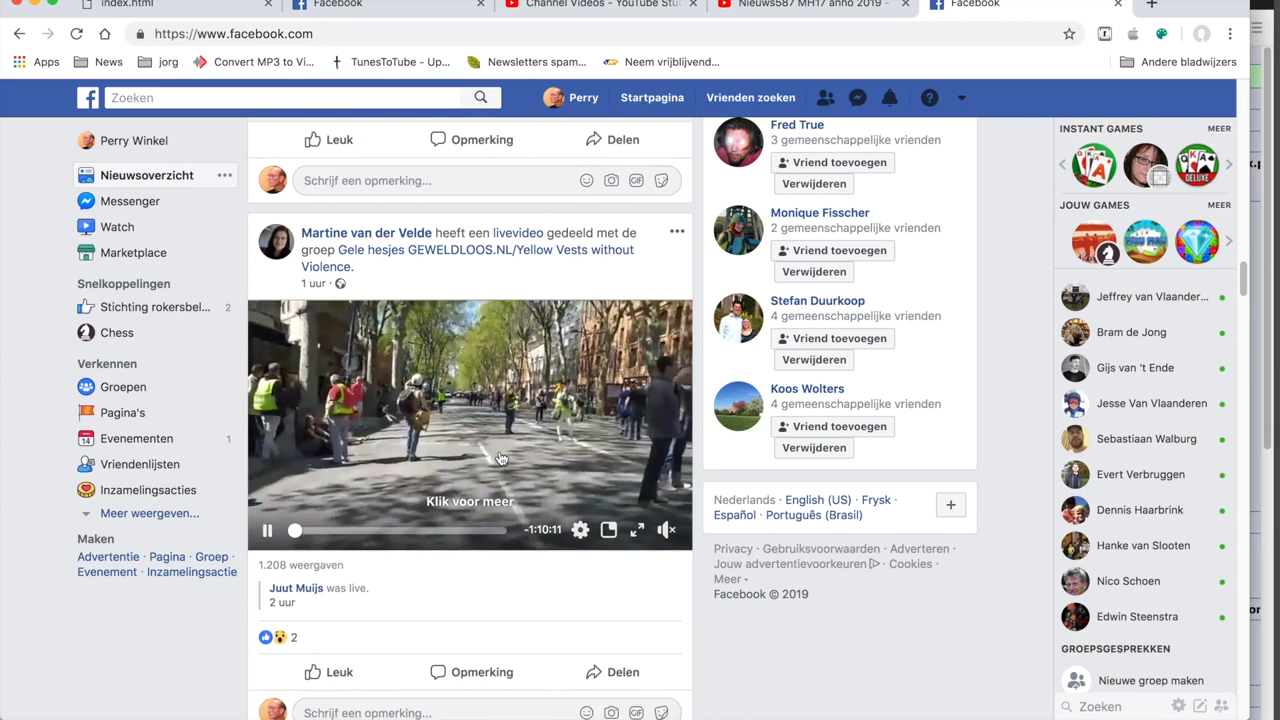 index.html
Facebook
Channel Videos - YouTube Stu
Nieuws587 MH17 anno 2019 -
Facebook
https://www.facebook.com
Apps
News
jorg
Convert MP3 to Vi...
TunesToTube - Up...
Newsletters spam...
Neem vrijblijvend...
Andere bladwijzers
Zoeken
Perry
Startpagina
Vrienden zoeken
Perry Winkel
Nieuwsoverzicht
Messenger
Watch
Marketplace
Snelkoppelingen
Stichting rokersbel... 2
Chess
Verkennen
Groepen
Pagina's
Evenementen 1
Vriendenlijsten
Inzamelingsacties
Meer weergeven...
Maken
Advertentie · Pagina · Groep ·
Evenement · Inzamelingsactie
Leuk
Opmerking
Delen
Schrijf een opmerking...
GIF
Martine van der Velde heeft een livevideo gedeeld met de
groep Gele hesjes GEWELDLOOS.NL/Yellow Vests without
Violence.
1 uur ·
Klik voor meer
-1:10:11
1.208 weergaven
Juut Muijs was live.
2 uur
2
Leuk
Opmerking
Delen
Schrijf een opmerking...
GIF
Fred True
3 gemeenschappelijke vrienden
Vriend toevoegen
Verwijderen
Monique Fisscher
2 gemeenschappelijke vrienden
Vriend toevoegen
Verwijderen
Stefan Duurkoop
4 gemeenschappelijke vrienden
Vriend toevoegen
Verwijderen
Koos Wolters
4 gemeenschappelijke vrienden
Vriend toevoegen
Verwijderen
Nederlands · English (US) · Frysk ·
Español · Português (Brasil)
Privacy · Gebruiksvoorwaarden · Adverteren ·
Jouw advertentievoorkeuren · Cookies ·
Meer
Facebook © 2019
INSTANT GAMES MEER
DELUXE
JOUW GAMES MEER
Jeffrey van Vlaander...
Bram de Jong
Gijs van 't Ende
Jesse Van Vlaanderen
Sebastiaan Walburg
Evert Verbruggen
Dennis Haarbrink
Hanke van Slooten
Nico Schoen
Edwin Steenstra
GROEPSGESPREKKEN
Nieuwe groep maken
Zoeken